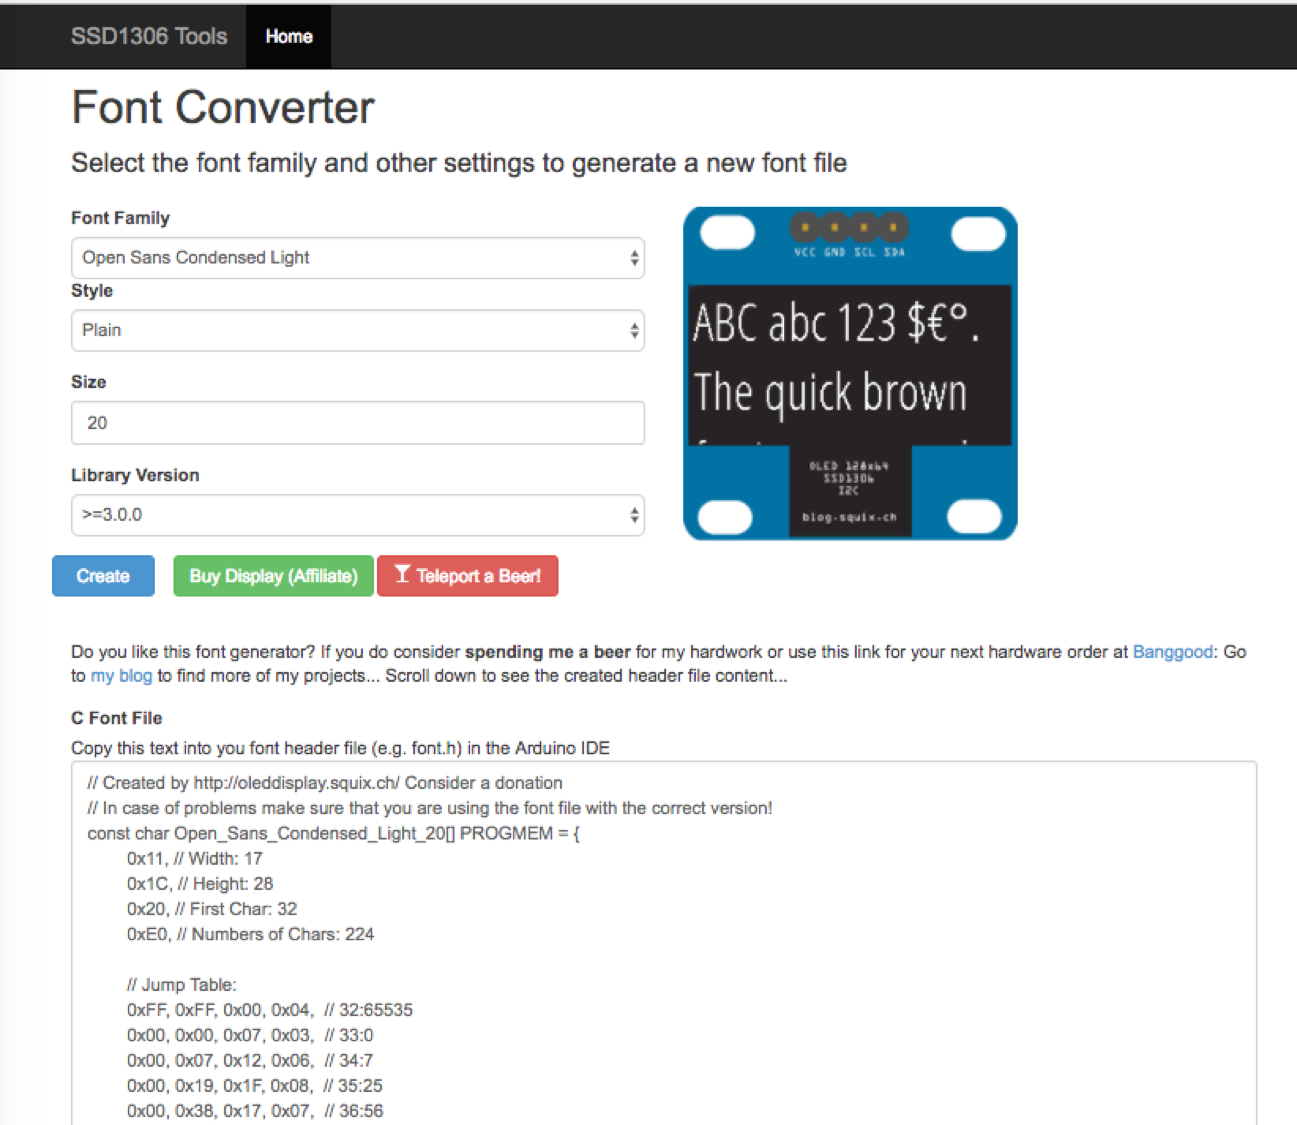 SSD1306 Tools Home
Font Converter
Select the font family and other settings to generate a new font file
Font Family
Open Sans Condensed Light
Style
Plain
Size
20
Library Version
>=3.0.0
VCC GND SCL SDA
ABC abc 123 $€°.
The quick brown
OLED 128x64
SSD1306
I2C
blog.squix.ch
Create Buy Display (Affiliate) Teleport a Beer!
Do you like this font generator? If you do consider spending me a beer for my hardwork or use this link for your next hardware order at Banggood: Go
to my blog to find more of my projects... Scroll down to see the created header file content...
C Font File
Copy this text into you font header file (e.g. font.h) in the Arduino IDE
// Created by http://oleddisplay.squix.ch/ Consider a donation
// In case of problems make sure that you are using the font file with the correct version!
const char Open_Sans_Condensed_Light_20[] PROGMEM = {
0x11, // Width: 17
0x1C, // Height: 28
0x20, // First Char: 32
0xE0, // Numbers of Chars: 224
// Jump Table:
0xFF, 0xFF, 0x00, 0x04, // 32:65535
0x00, 0x00, 0x07, 0x03, // 33:0
0x00, 0x07, 0x12, 0x06, // 34:7
0x00, 0x19, 0x1F, 0x08, // 35:25
0x00, 0x38, 0x17, 0x07, // 36:56